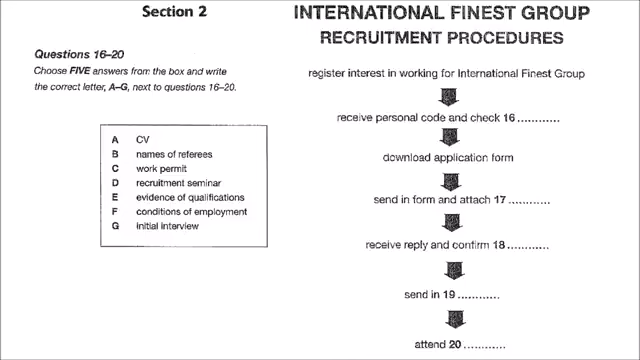 Section 2
Questions 16–20
Choose FIVE answers from the box and write
the correct letter, A–G, next to questions 16–20.
A CV
B names of referees
C work permit
D recruitment seminar
E evidence of qualifications
F conditions of employment
G initial interview
INTERNATIONAL FINEST GROUP
RECRUITMENT PROCEDURES
register interest in working for International Finest Group
receive personal code and check 16 ............
download application form
send in form and attach 17 ............
receive reply and confirm 18 ............
send in 19 ............
attend 20 ............